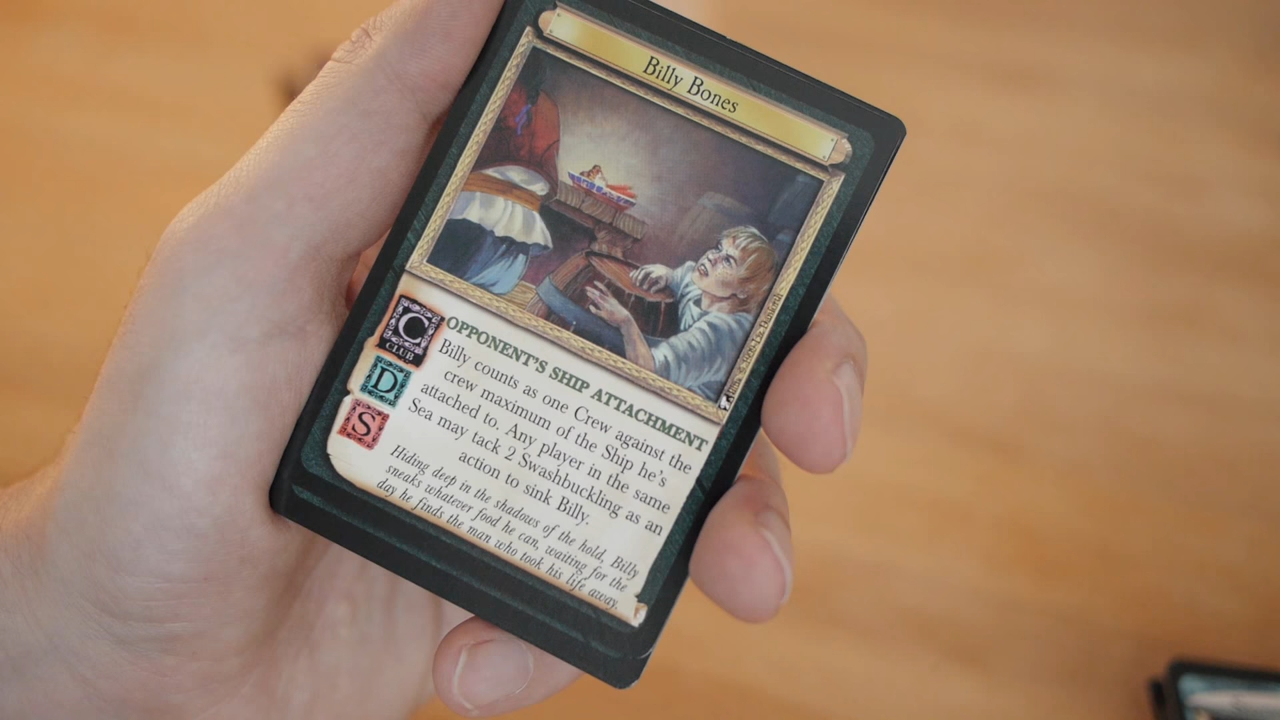 Billy Bones
C
CLUB
D
S
OPPONENT'S SHIP ATTACHMENT
Billy counts as one Crew against the
crew maximum of the Ship he's
attached to. Any player in the same
Sea may tack 2 Swashbuckling as an
action to sink Billy.
Hiding deep in the shadows of the hold, Billy
sneaks whatever food he can, waiting for the
day he finds the man who took his life away.